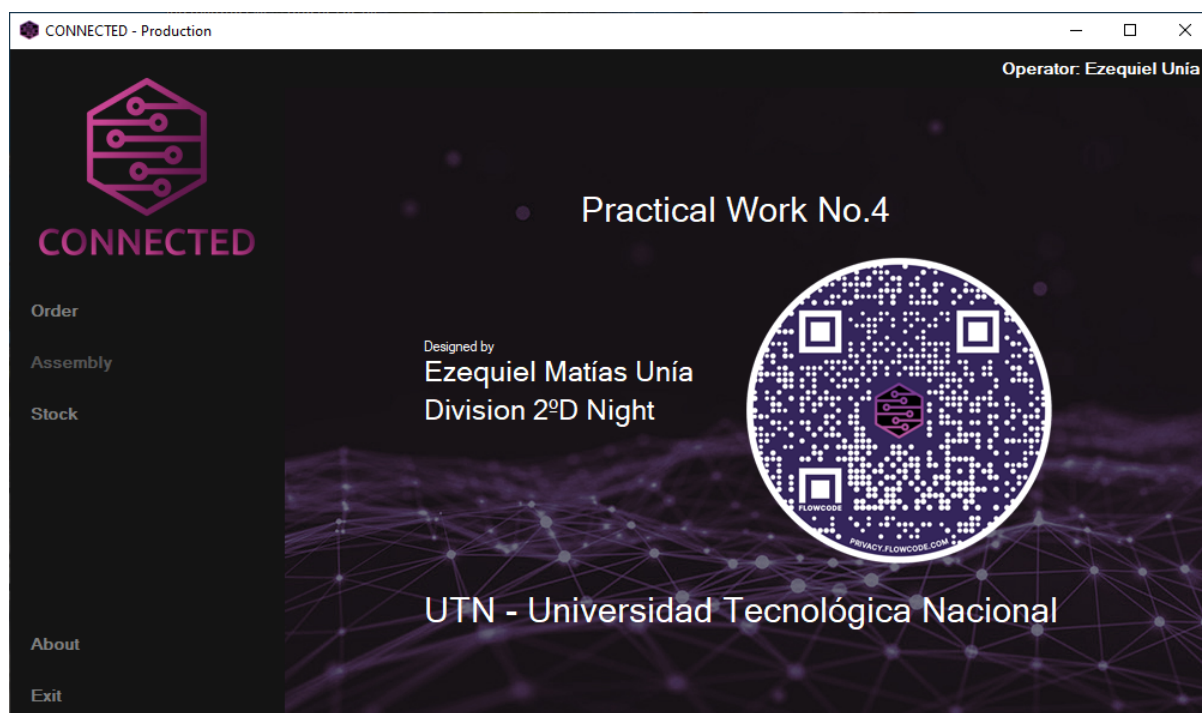 CONNECTED - Production
Operator: Ezequiel Unía
CONNECTED
Order
Assembly
Stock
About
Exit
Practical Work No.4
Designed by
Ezequiel Matías Unía
Division 2ºD Night
FLOWCODE
PRIVACY.FLOWCODE.COM
UTN - Universidad Tecnológica Nacional